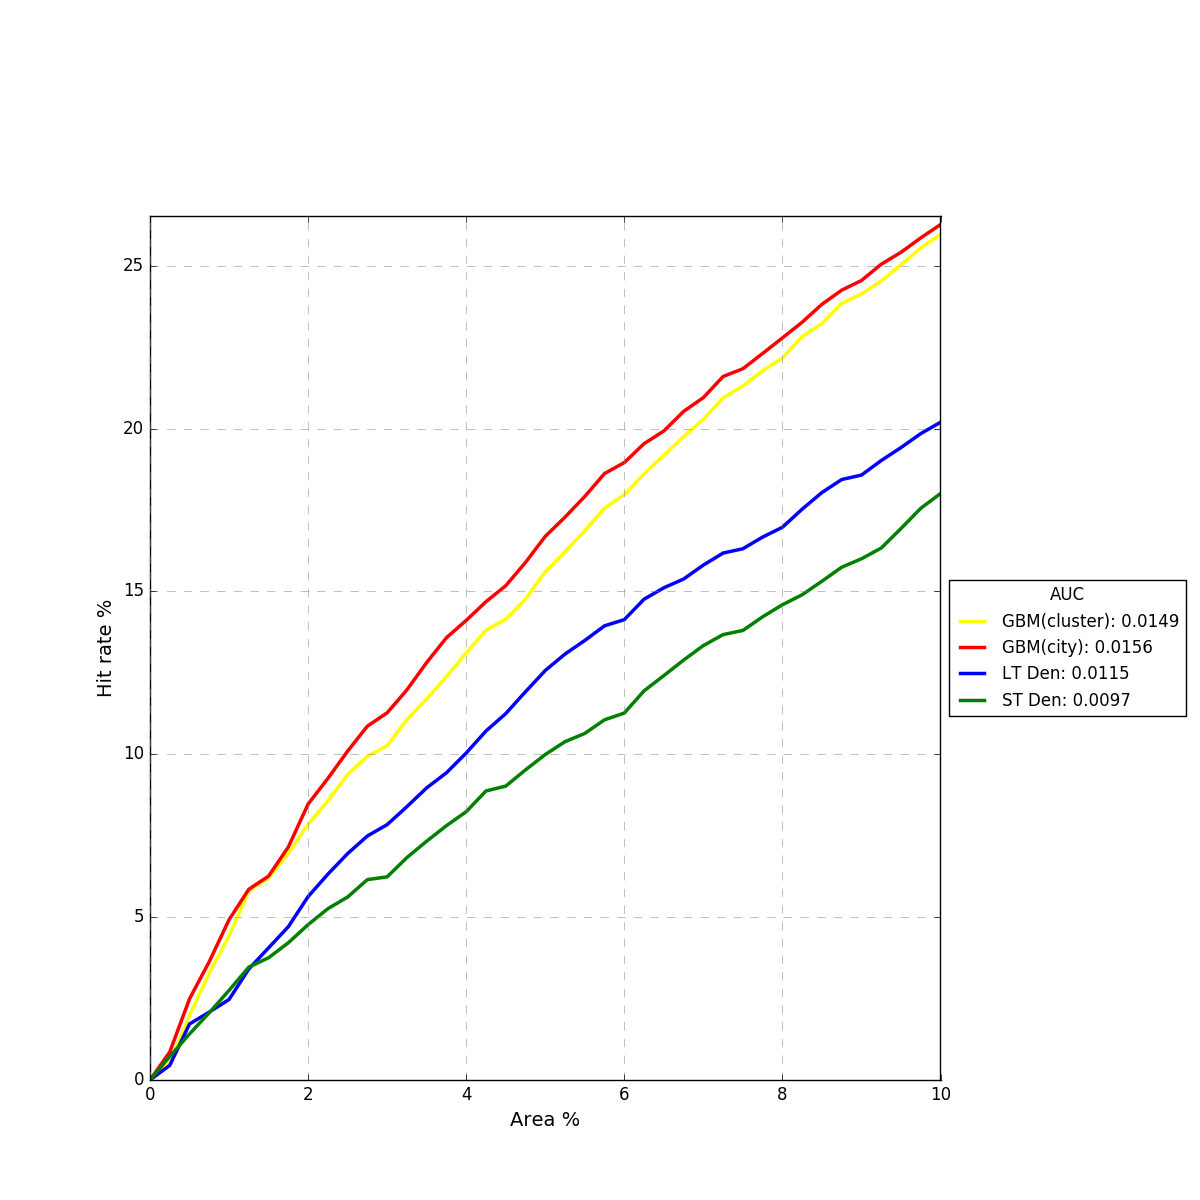 25
20
15
10
5
0
0 2 4 6 8 10
Hit rate %
Area %
AUC
GBM(cluster): 0.0149
GBM(city): 0.0156
LT Den: 0.0115
ST Den: 0.0097